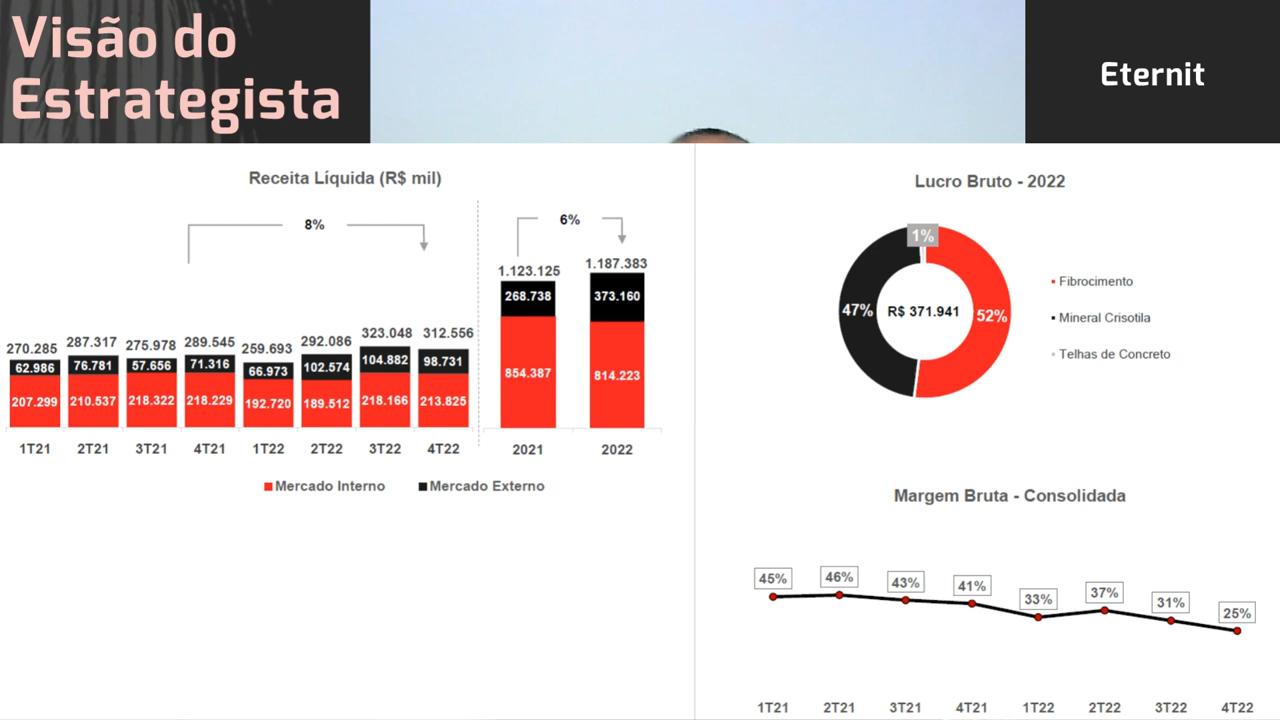 Visão do
Estrategista
Eternit
Receita Líquida (R$ mil)
8%
6%
1.123.125
1.187.383
268.738
373.160
854.387
814.223
270.285
287.317
275.978
289.545
259.693
292.086
323.048
312.556
62.986
76.781
57.656
71.316
66.973
102.574
104.882
98.731
207.299
210.537
218.322
218.229
192.720
189.512
218.166
213.825
1T21
2T21
3T21
4T21
1T22
2T22
3T22
4T22
2021
2022
Mercado Interno
Mercado Externo
Lucro Bruto - 2022
1%
47%
R$ 371.941
52%
Fibrocimento
Mineral Crisotila
Telhas de Concreto
Margem Bruta - Consolidada
45%
46%
43%
41%
33%
37%
31%
25%
1T21
2T21
3T21
4T21
1T22
2T22
3T22
4T22